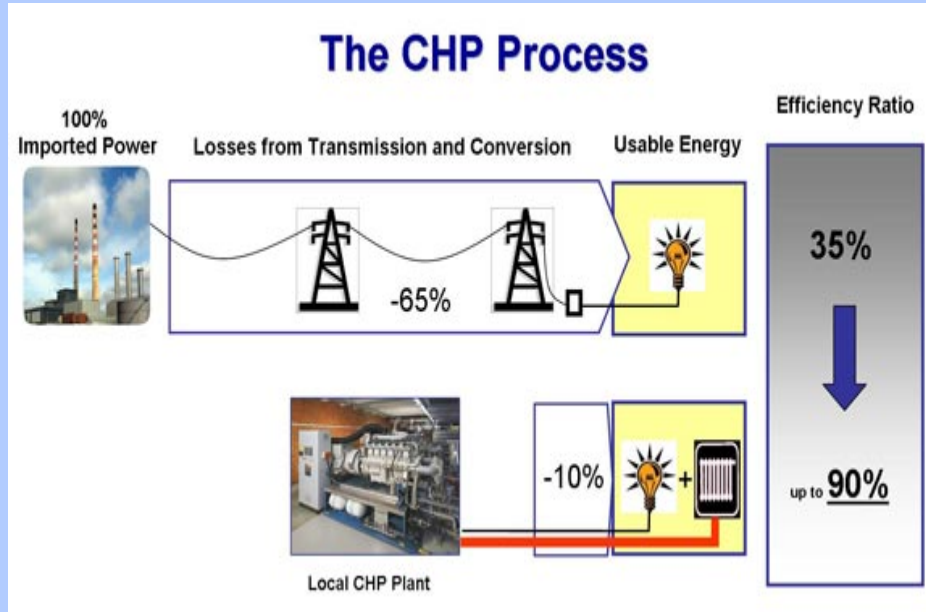 The CHP Process
Efficiency Ratio
100%
Imported Power
Losses from Transmission and Conversion
Usable Energy
-65%
35%
-10%
+
up to 90%
Local CHP Plant